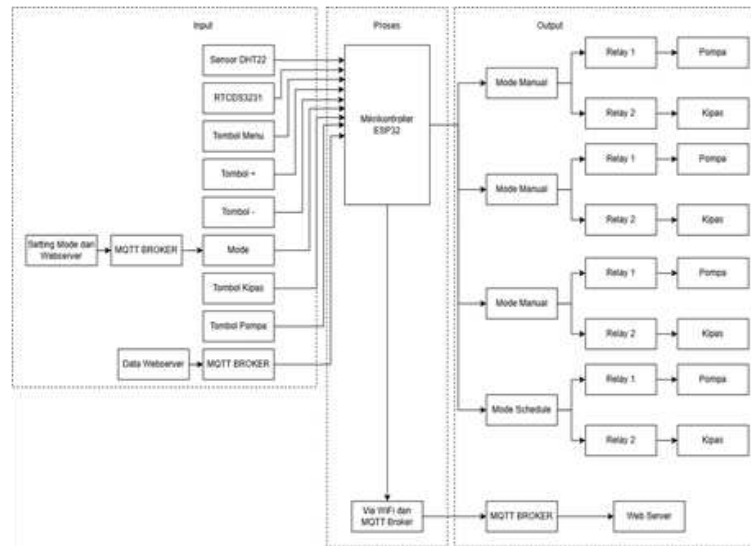 Input
Proses
Output
Sensor DHT22
RTCDS3231
Tombol Menu
Tombol +
Tombol -
Setting Mode dari
Webserver
MQTT BROKER
Mode
Tombol Kipas
Tombol Pompa
Data Webserver
MQTT BROKER
Mikrikontroller
ESP32
Via WiFi dan
MQTT Broker
Mode Manual
Relay 1
Pompa
Relay 2
Kipas
Mode Manual
Relay 1
Pompa
Relay 2
Kipas
Mode Manual
Relay 1
Pompa
Relay 2
Kipas
Mode Schedule
Relay 1
Pompa
Relay 2
Kipas
MQTT BROKER
Web Server